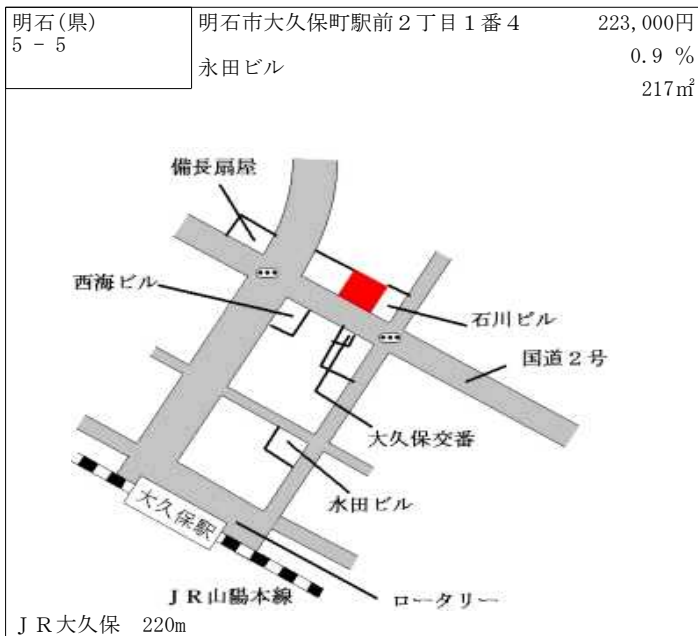 明石(県)
5 - 5
明石市大久保町駅前２丁目１番４
永田ビル
223,000円
0.9 %
217㎡
備長扇屋
西海ビル
石川ビル
国道２号
大久保交番
永田ビル
大久保駅
ＪＲ山陽本線
ロータリー
ＪＲ大久保 220m